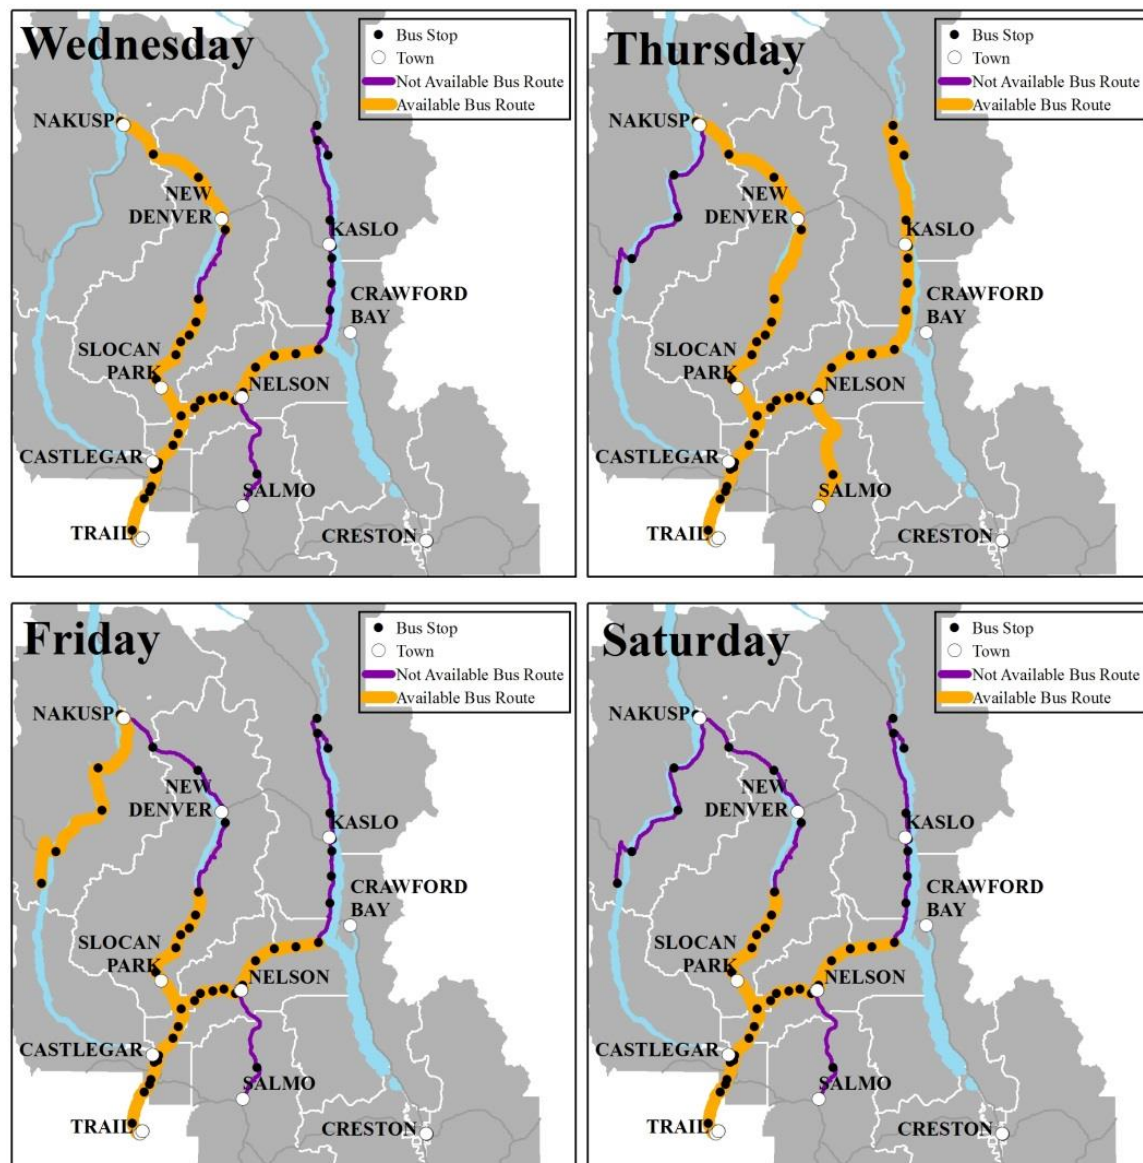 Wednesday
Bus Stop
Town
Not Available Bus Route
Available Bus Route
NAKUSP
NEW
DENVER
KASLO
CRAWFORD
BAY
SLOCAN
PARK
NELSON
CASTLEGAR
SALMO
TRAIL
CRESTON
Thursday
Bus Stop
Town
Not Available Bus Route
Available Bus Route
NAKUSP
NEW
DENVER
KASLO
CRAWFORD
BAY
SLOCAN
PARK
NELSON
CASTLEGAR
SALMO
TRAIL
CRESTON
Friday
Bus Stop
Town
Not Available Bus Route
Available Bus Route
NAKUSP
NEW
DENVER
KASLO
CRAWFORD
BAY
SLOCAN
PARK
NELSON
CASTLEGAR
SALMO
TRAIL
CRESTON
Saturday
Bus Stop
Town
Not Available Bus Route
Available Bus Route
NAKUSP
NEW
DENVER
KASLO
CRAWFORD
BAY
SLOCAN
PARK
NELSON
CASTLEGAR
SALMO
TRAIL
CRESTON